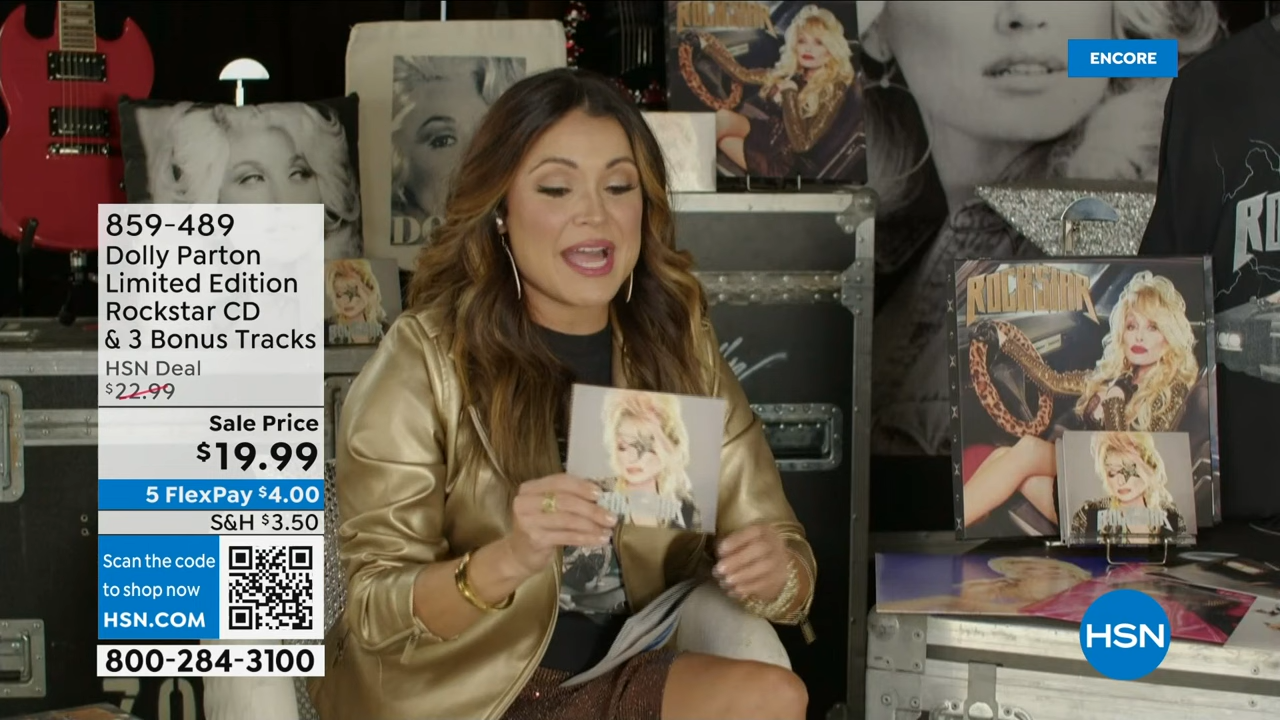 ENCORE
859-489
Dolly Parton
Limited Edition
Rockstar CD
& 3 Bonus Tracks
HSN Deal
$22.99
Sale Price
$19.99
5 FlexPay $4.00
S&H $3.50
Scan the code
to shop now
HSN.COM
800-284-3100
ROCKSTAR
ROCKSTAR
ROCKSTAR
HSN